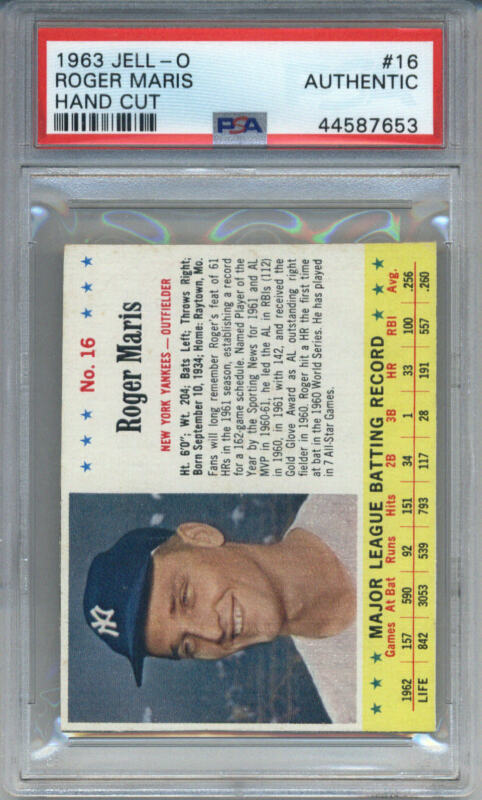 1963 JELL-O #16
ROGER MARIS AUTHENTIC
HAND CUT
PSA 44587653
★ ★ ★ No. 16 ★ ★ ★
Roger Maris
NEW YORK YANKEES—OUTFIELDER
Ht. 6'0"; Wt. 204; Bats Left; Throws Right;
Born September 10, 1934; Home: Raytown, Mo.
Fans will long remember Roger's feat of 61
HRs in the 1961 season, establishing a record
for a 162-game schedule. Named Player of the
Year by the Sporting News for 1961 and AL
MVP in 1960-61, he led the AL in RBIs (112)
in 1960, in 1961 with 142, and received the
Gold Glove Award as AL outstanding right
fielder in 1960. Roger hit a HR the first time
at bat in the 1960 World Series. He has played
in 7 All-Star Games.
NY
★ ★ ★ MAJOR LEAGUE BATTING RECORD ★ ★ ★
Games At Bat Runs Hits 2B 3B HR RBI Avg.
1962 157 590 92 151 34 1 33 100 .256
LIFE 842 3053 539 793 117 28 191 557 .260